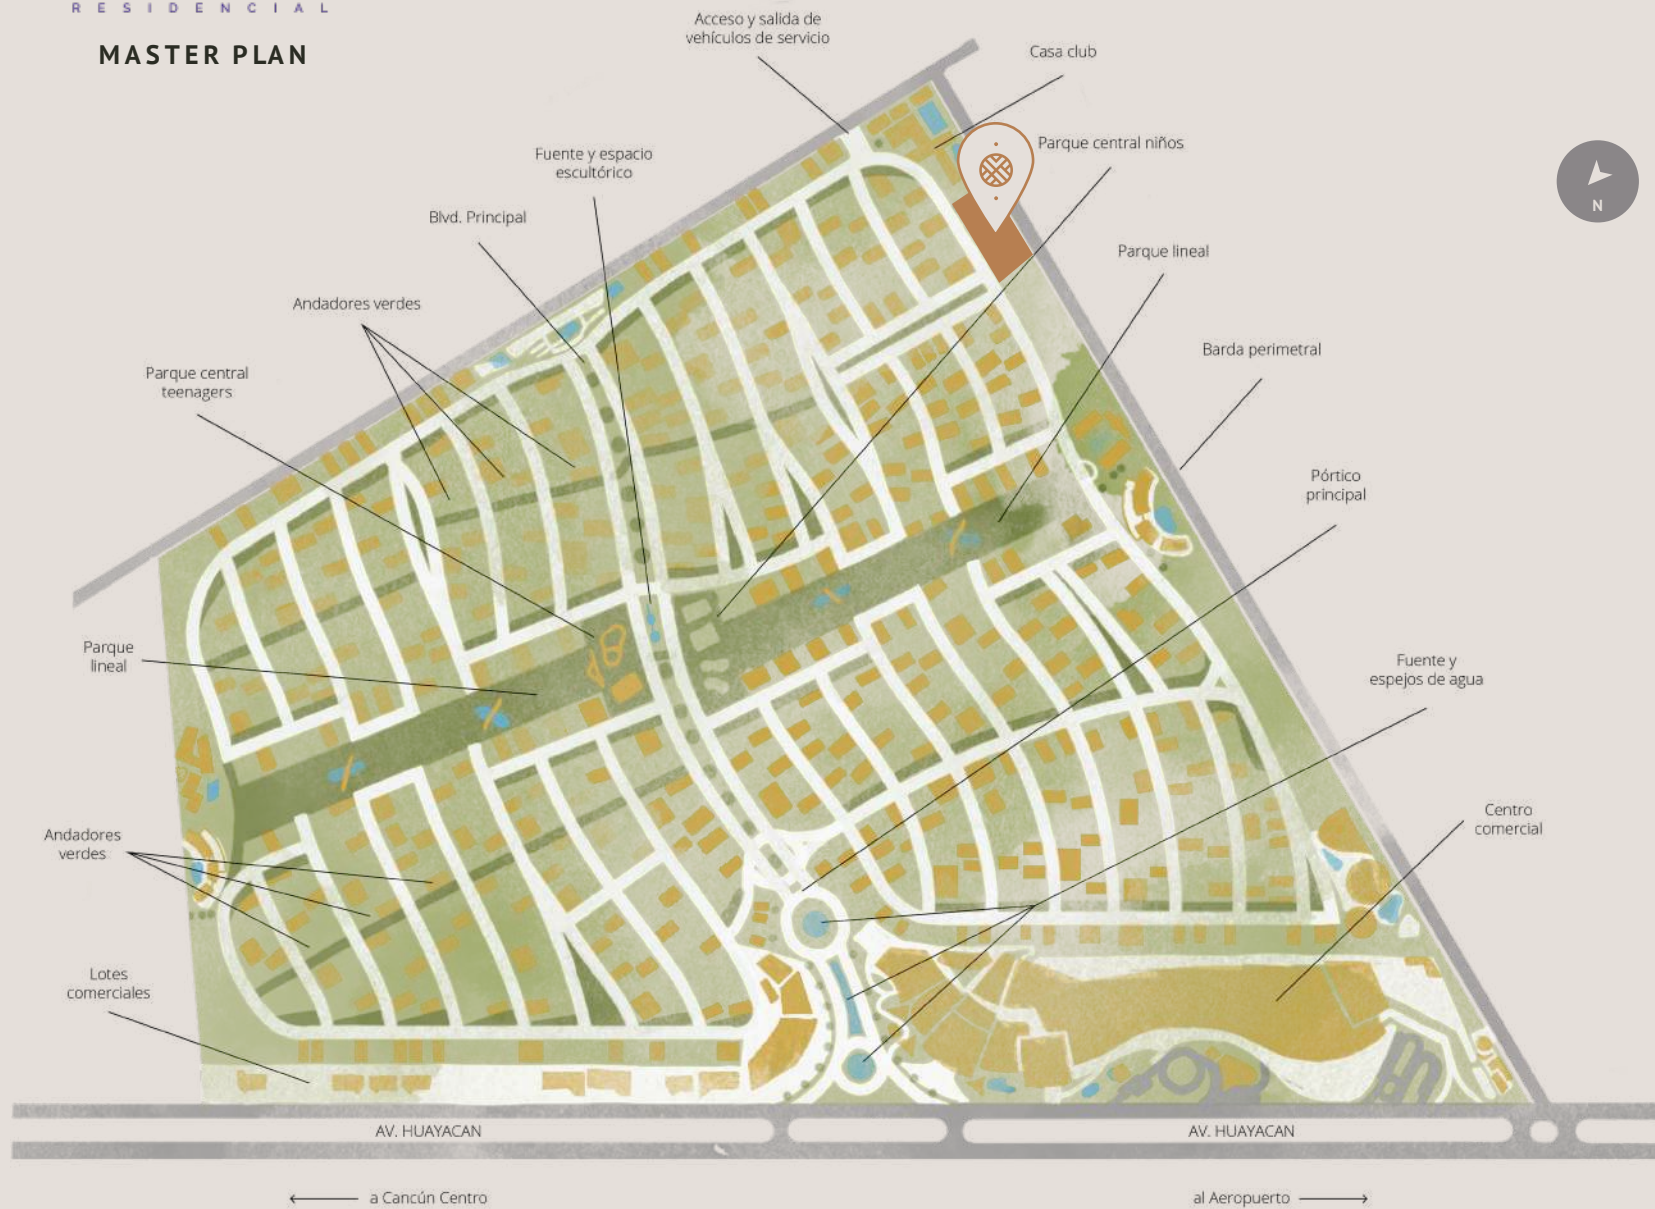 RESIDENCIAL
MASTER PLAN
Acceso y salida de
vehículos de servicio
Casa club
Parque central niños
Fuente y espacio
escultórico
Blvd. Principal
Parque lineal
Andadores verdes
Barda perimetral
Parque central
teenagers
Pórtico
principal
Parque
lineal
Fuente y
espejos de agua
Andadores
verdes
Centro
comercial
Lotes
comerciales
N
AV. HUAYACAN
AV. HUAYACAN
a Cancún Centro
al Aeropuerto